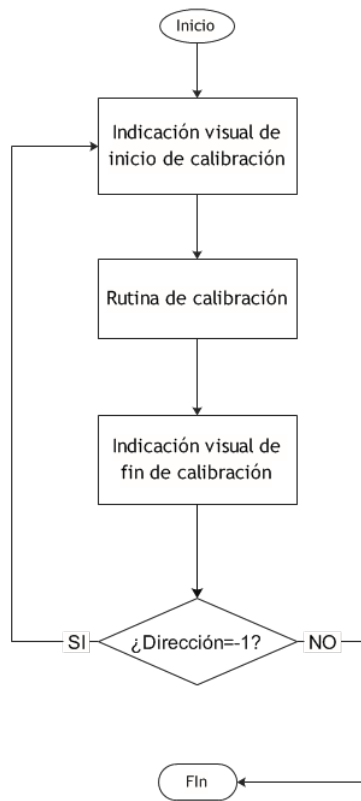 Inicio
Indicación visual de
inicio de calibración
Rutina de calibración
Indicación visual de
fin de calibración
SI
¿Dirección=-1?
NO
FIn